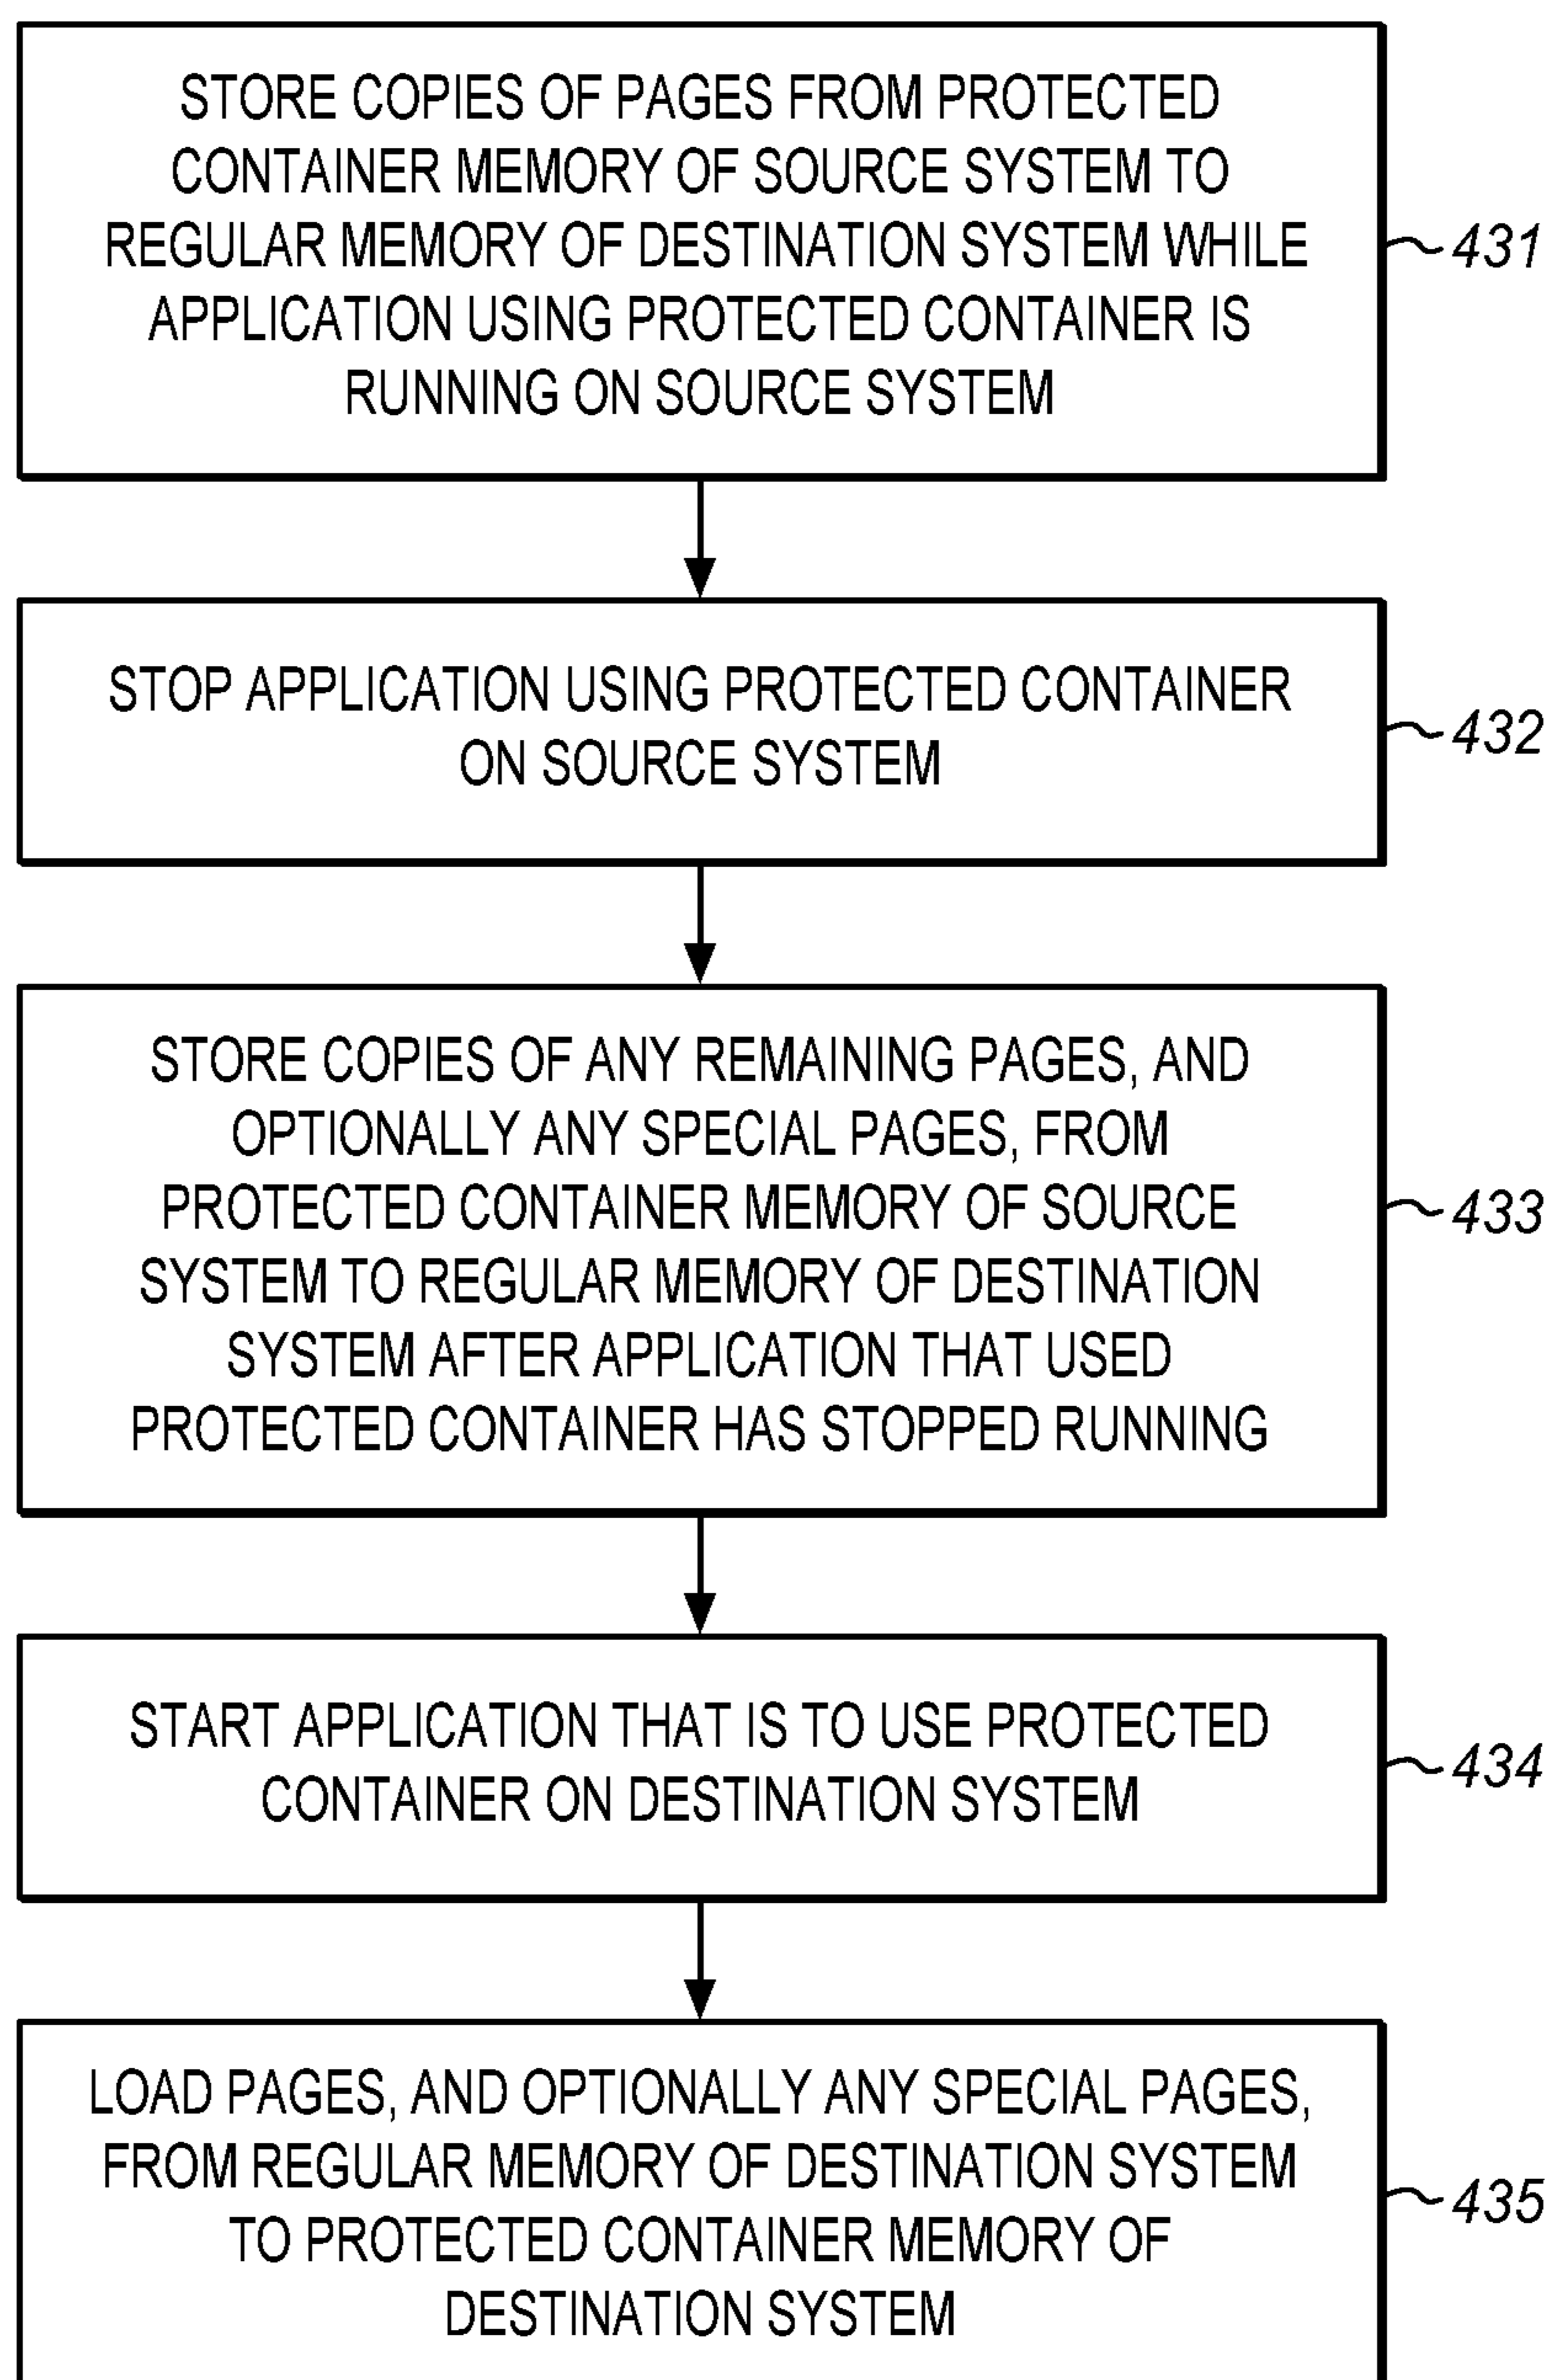 STORE COPIES OF PAGES FROM PROTECTED
CONTAINER MEMORY OF SOURCE SYSTEM TO
REGULAR MEMORY OF DESTINATION SYSTEM WHILE
APPLICATION USING PROTECTED CONTAINER IS
RUNNING ON SOURCE SYSTEM
431
STOP APPLICATION USING PROTECTED CONTAINER
ON SOURCE SYSTEM
432
STORE COPIES OF ANY REMAINING PAGES, AND
OPTIONALLY ANY SPECIAL PAGES, FROM
PROTECTED CONTAINER MEMORY OF SOURCE
SYSTEM TO REGULAR MEMORY OF DESTINATION
SYSTEM AFTER APPLICATION THAT USED
PROTECTED CONTAINER HAS STOPPED RUNNING
433
START APPLICATION THAT IS TO USE PROTECTED
CONTAINER ON DESTINATION SYSTEM
434
LOAD PAGES, AND OPTIONALLY ANY SPECIAL PAGES,
FROM REGULAR MEMORY OF DESTINATION SYSTEM
TO PROTECTED CONTAINER MEMORY OF
DESTINATION SYSTEM
435